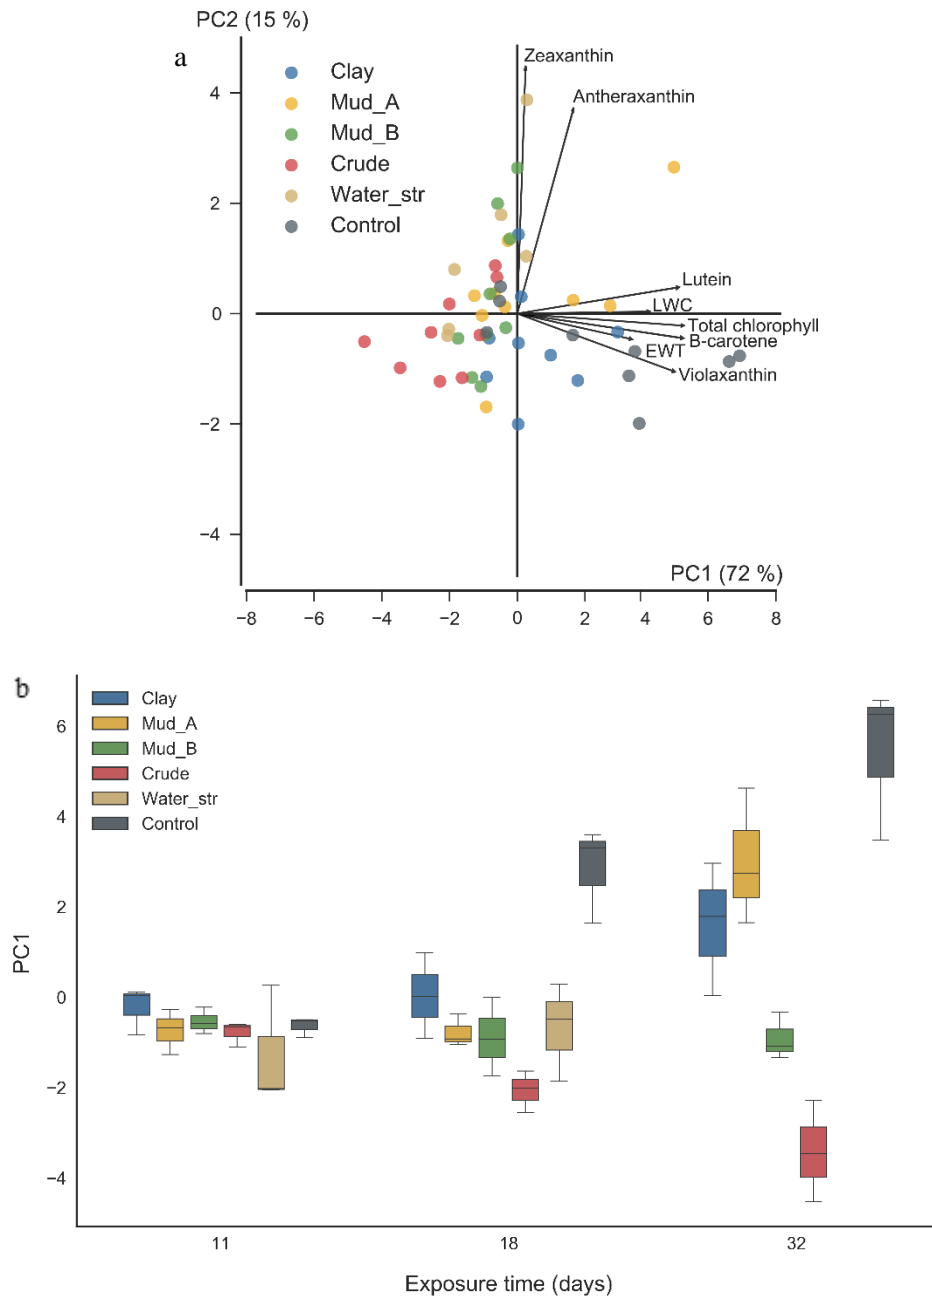 PC2 (15 %)
a
Zeaxanthin
Clay
Antheraxanthin
4
Mud_A
Mud_B
Crude
2
Water_str
Control
Lutein
LWC
0
Total chlorophyll
B-carotene
EWT
Violaxanthin
−2
−4
PC1 (72 %)
−8 −6 −4 −2 0 2 4 6 8
b
Clay
Mud_A
Mud_B
Crude
Water_str
Control
6
4
2
0
−2
−4
PC1
11 18 32
Exposure time (days)